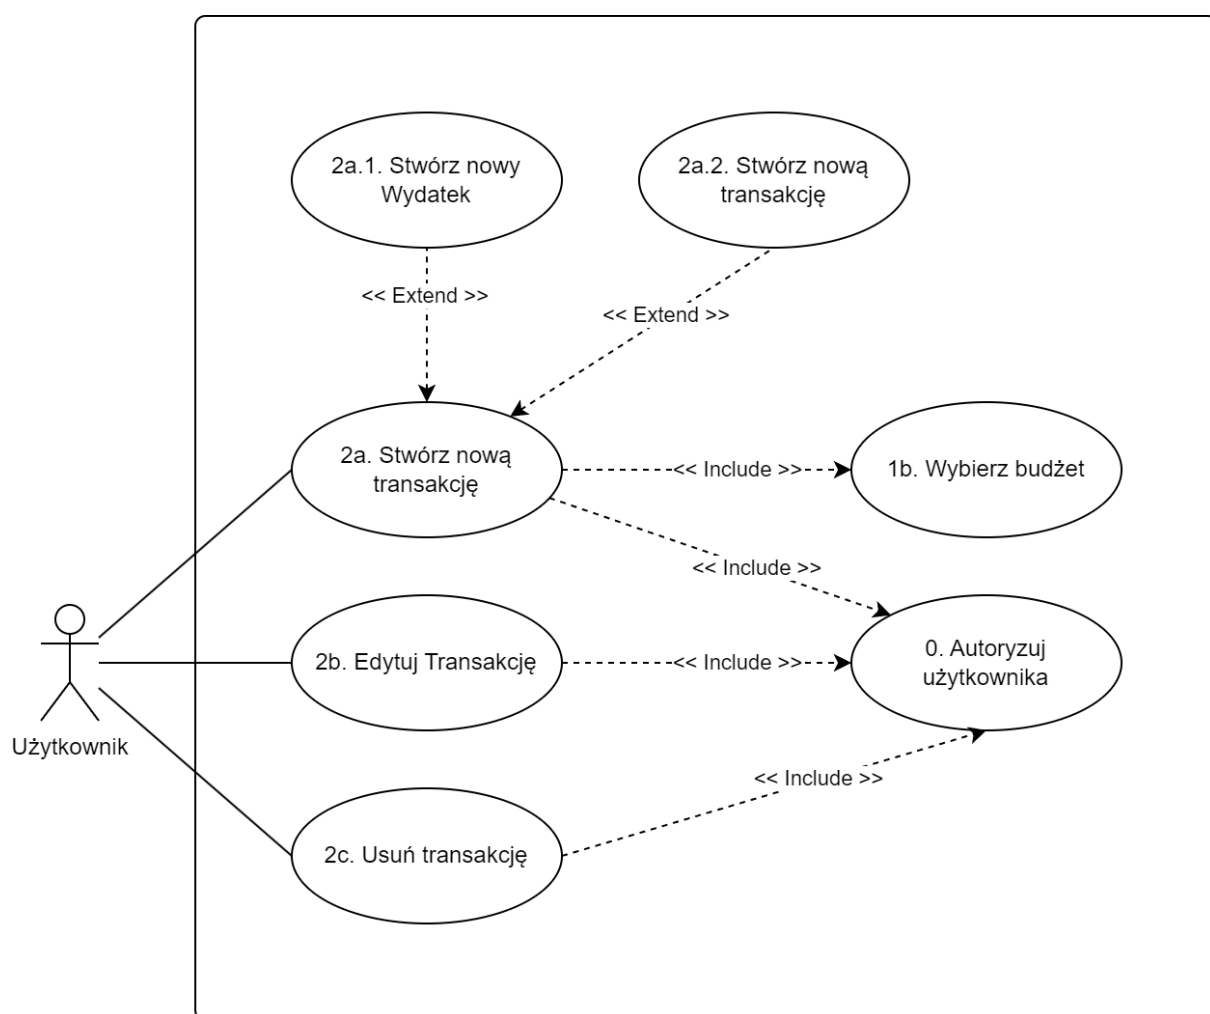 2a.1. Stwórz nowy
Wydatek
2a.2. Stwórz nową
transakcję
<< Extend >>
<< Extend >>
2a. Stwórz nową
transakcję
<< Include >>
1b. Wybierz budżet
<< Include >>
2b. Edytuj Transakcję
<< Include >>
0. Autoryzuj
użytkownika
Użytkownik
<< Include >>
2c. Usuń transakcję